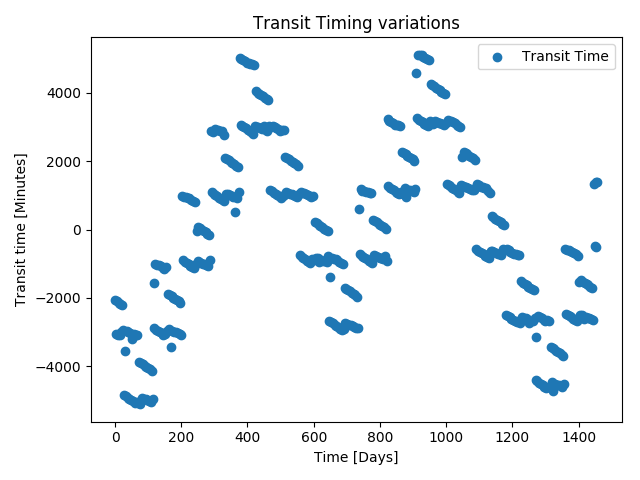 Transit Timing variations
Transit Time
Transit time [Minutes]
4000
2000
0
−2000
−4000
0 200 400 600 800 1000 1200 1400
Time [Days]